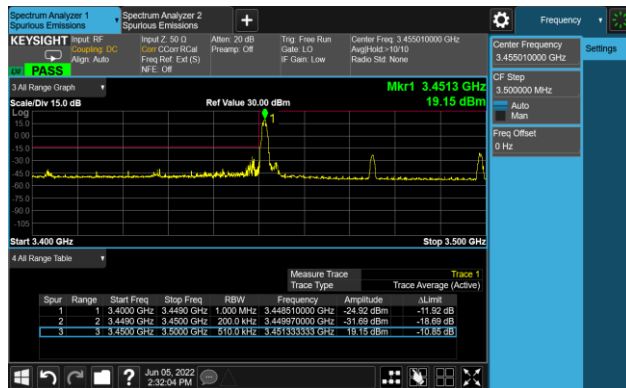 Spectrum Analyzer 1
Spurious Emissions
Spectrum Analyzer 2
Spurious Emissions
+
Frequency
KEYSIGHT
Input: RF
Coupling: DC
Align: Auto
Input Z: 50 Ω
Corr CCorr RCal
Freq Ref: Ext (S)
NFE: Off
Atten: 20 dB
Preamp: Off
Trig: Free Run
Gate: LO
IF Gain: Low
Center Freq: 3.455010000 GHz
Avg|Hold:>10/10
Radio Std: None
LVI PASS
3 All Range Graph
Mkr1 3.4513 GHz
Scale/Div 15.0 dB
Ref Value 30.00 dBm
19.15 dBm
Log
1
15.0
0.00
-15.0
-30.0
-45.0
-60.0
-75.0
-90.0
-105
Start 3.400 GHz
Stop 3.500 GHz
4 All Range Table
Measure Trace Trace 1
Trace Type Trace Average (Active)
Spur Range Start Freq Stop Freq RBW Frequency Amplitude ΔLimit
1 1 3.4000 GHz 3.4490 GHz 1.000 MHz 3.448510000 GHz -24.92 dBm -11.92 dB
2 2 3.4490 GHz 3.4500 GHz 200.0 kHz 3.449970000 GHz -31.69 dBm -18.69 dB
3 3 3.4500 GHz 3.5000 GHz 510.0 kHz 3.451333333 GHz 19.15 dBm -10.85 dB
Center Frequency
3.455010000 GHz
Settings
CF Step
3.500000 MHz
Auto
Man
Freq Offset
0 Hz
?
Jun 05, 2022
2:32:04 PM